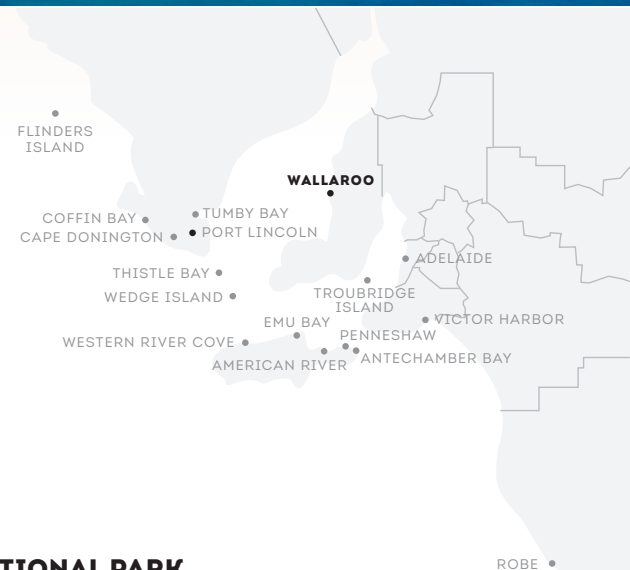 FLINDERS
ISLAND
WALLAROO
COFFIN BAY
TUMBY BAY
CAPE DONINGTON
PORT LINCOLN
ADELAIDE
THISTLE BAY
WEDGE ISLAND
TROUBRIDGE
ISLAND
EMU BAY
VICTOR HARBOR
WESTERN RIVER COVE
PENNESHAW
AMERICAN RIVER
ANTECHAMBER BAY
TIONAL PARK
ROBE